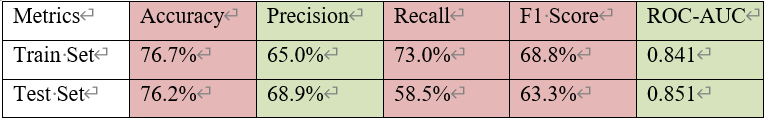 Metrics Accuracy Precision Recall F1 Score ROC-AUC
Train Set 76.7% 65.0% 73.0% 68.8% 0.841
Test Set 76.2% 68.9% 58.5% 63.3% 0.851